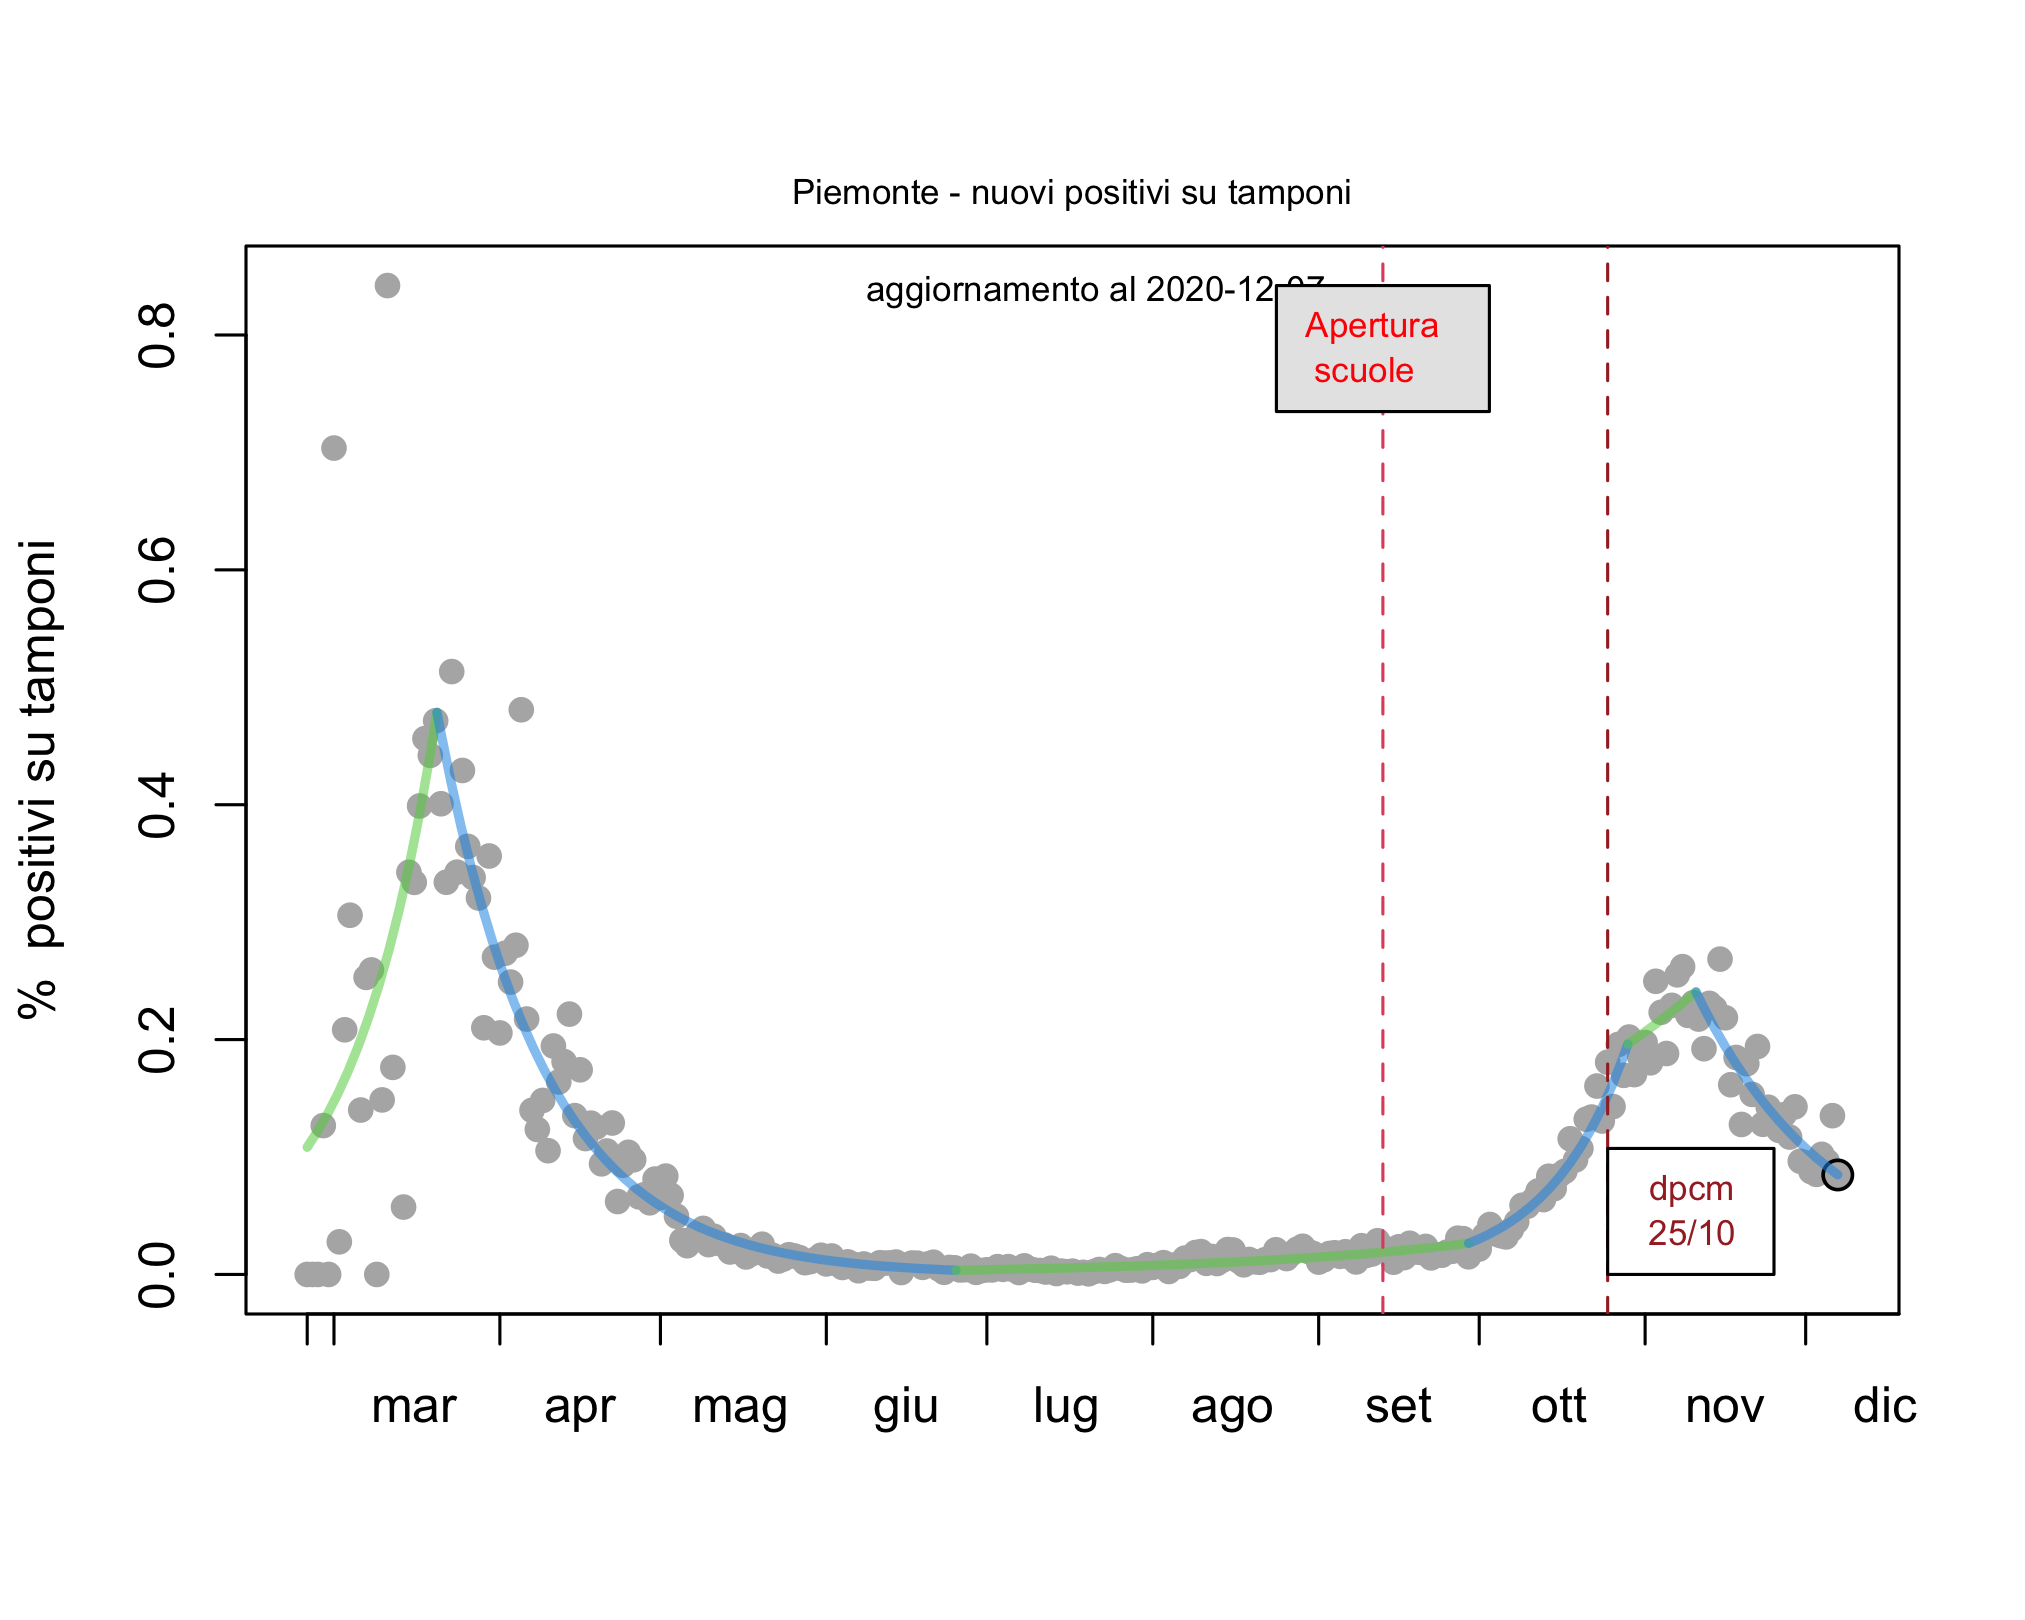 Piemonte - nuovi positivi su tamponi
aggiornamento al 2020-12-07
Apertura
scuole
dpcm
25/10
% positivi su tamponi
0.8
0.6
0.4
0.2
0.0
mar apr mag giu lug ago set ott nov dic